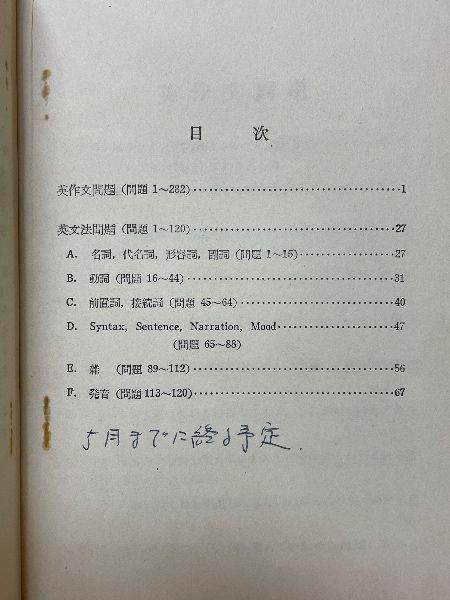 目 次
英作文問題 (問題 1〜282)……………………………………1
英文法問題 (問題 1〜120)……………………………………27
A. 名詞, 代名詞, 形容詞, 副詞 (問題 1〜15)………………27
B. 動詞 (問題 16〜44)………………………………………31
C. 前置詞, 接続詞 (問題 45〜64)……………………………40
D. Syntax, Sentence, Narration, Mood……………………47
(問題 65〜88)
E. 雑 (問題 89〜112)………………………………………56
F. 発音 (問題 113〜120)……………………………………67
5月までに終る予定.